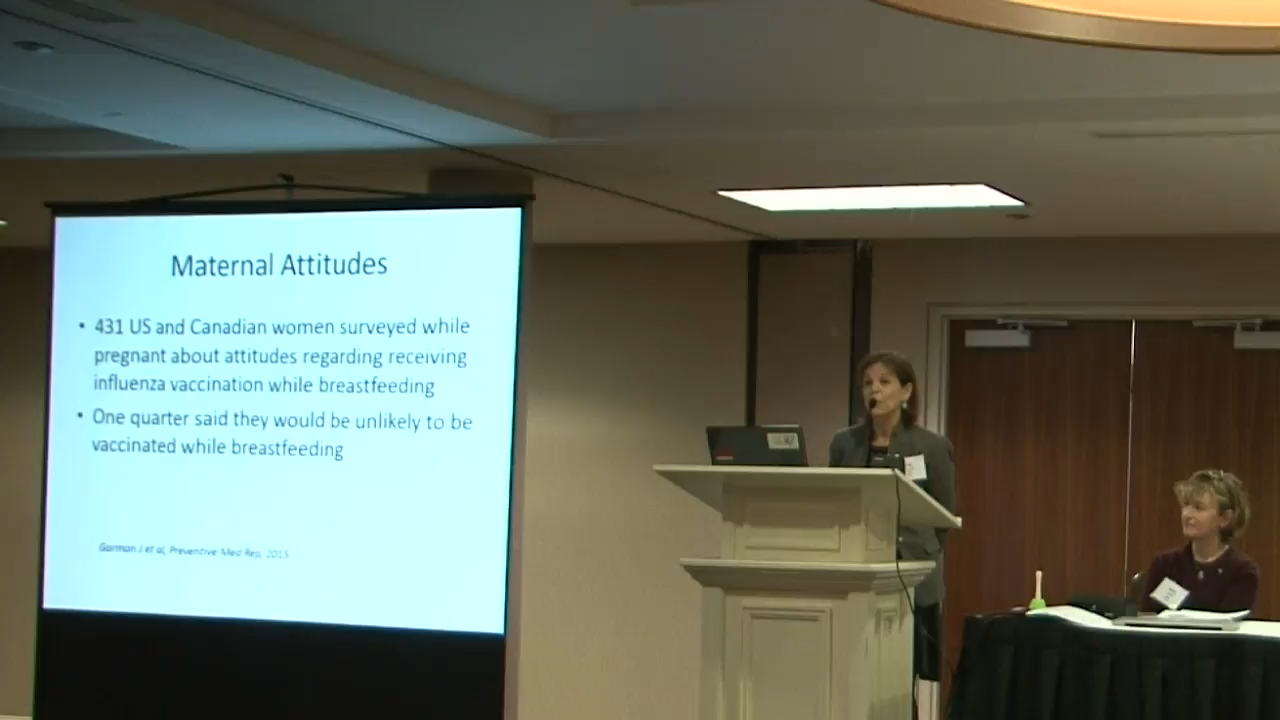 Maternal Attitudes
• 431 US and Canadian women surveyed while
pregnant about attitudes regarding receiving
influenza vaccination while breastfeeding
• One quarter said they would be unlikely to be
vaccinated while breastfeeding
Gorman J et al, Preventive Med Rep, 2015